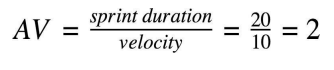 AV = sprint duration / velocity = 20 / 10 = 2